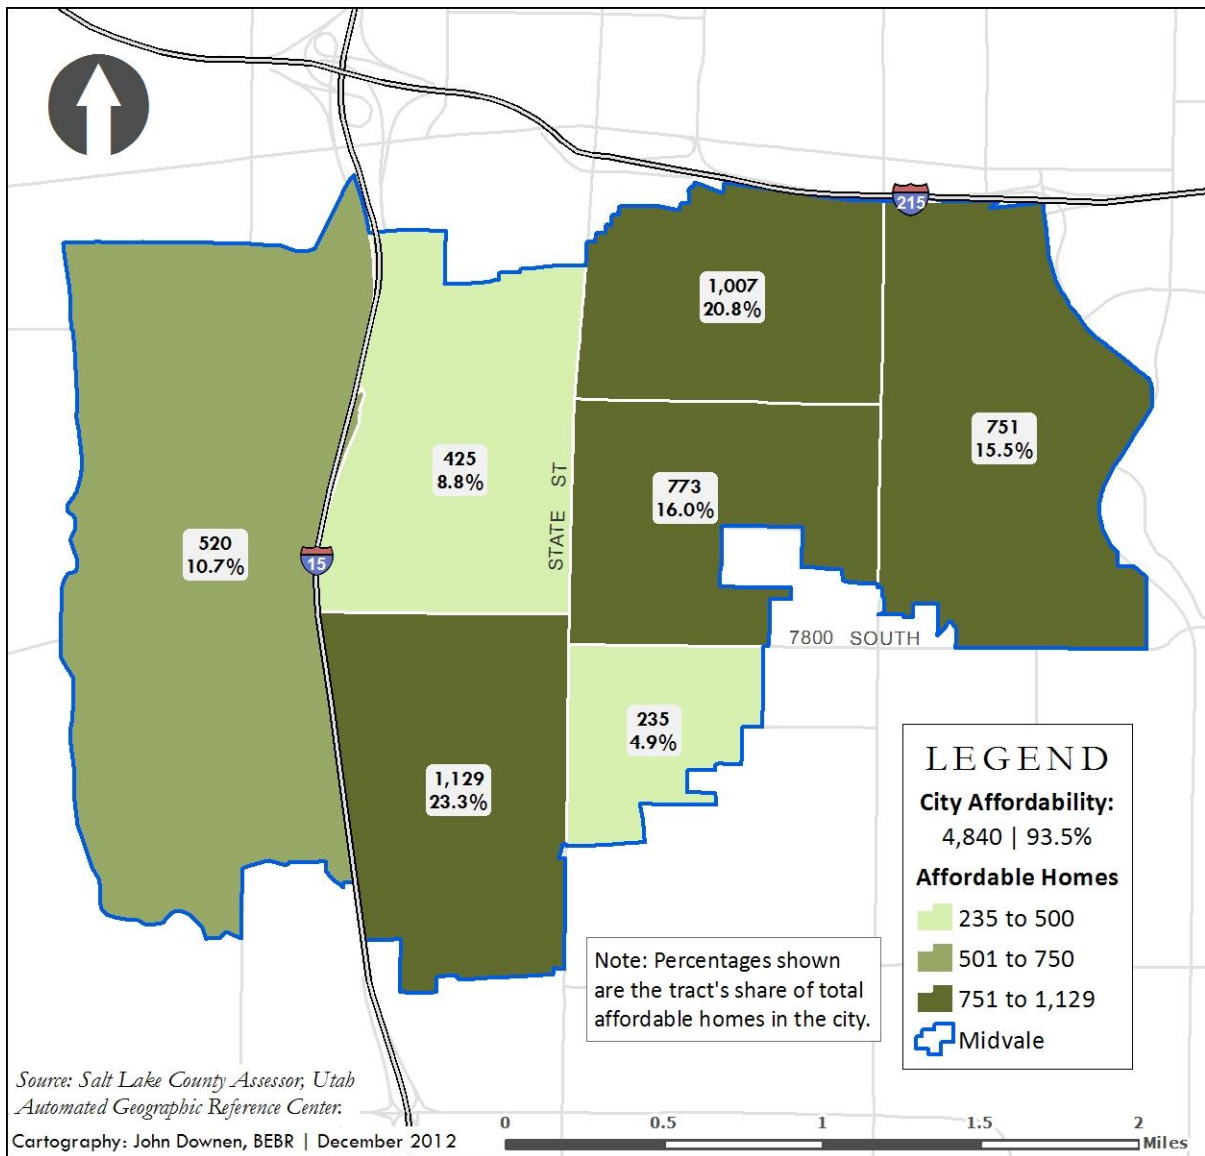 215
1,007
20.8%
751
15.5%
425
8.8%
STATE ST
773
16.0%
520
10.7%
15
7800 SOUTH
235
4.9%
1,129
23.3%
LEGEND
City Affordability:
4,840 | 93.5%
Affordable Homes
235 to 500
501 to 750
751 to 1,129
Midvale
Note: Percentages shown
are the tract's share of total
affordable homes in the city.
Source: Salt Lake County Assessor, Utah
Automated Geographic Reference Center.
Cartography: John Downen, BEBR | December 2012
0 0.5 1 1.5 2
Miles